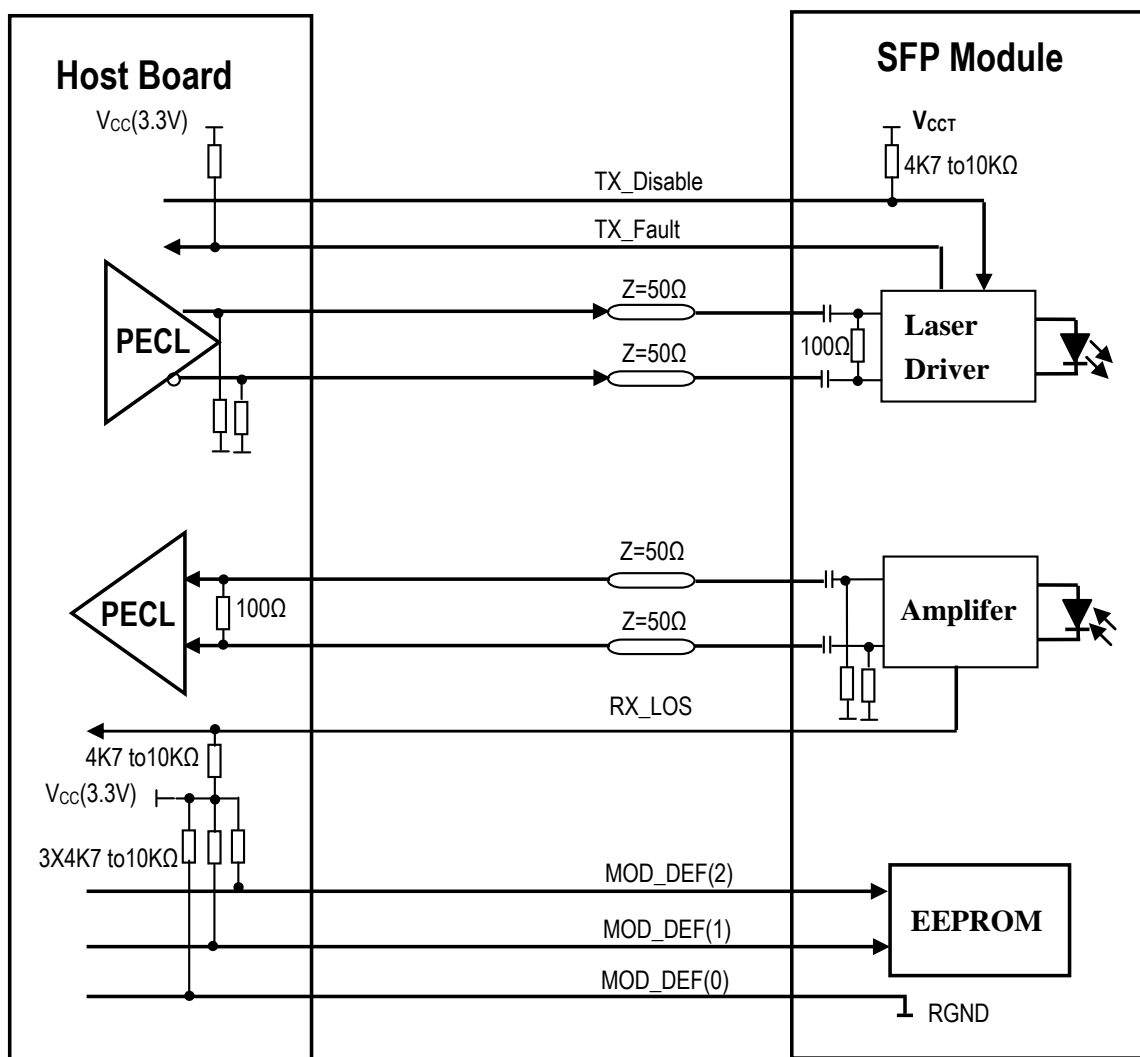 Host Board
SFP Module
VCC(3.3V)
VCCT
4K7 to10KΩ
TX_Disable
TX_Fault
Z=50Ω
PECL
Z=50Ω
100Ω
Laser
Driver
Z=50Ω
PECL
100Ω
Z=50Ω
Amplifer
RX_LOS
4K7 to10KΩ
VCC(3.3V)
3X4K7 to10KΩ
MOD_DEF(2)
EEPROM
MOD_DEF(1)
MOD_DEF(0)
RGND